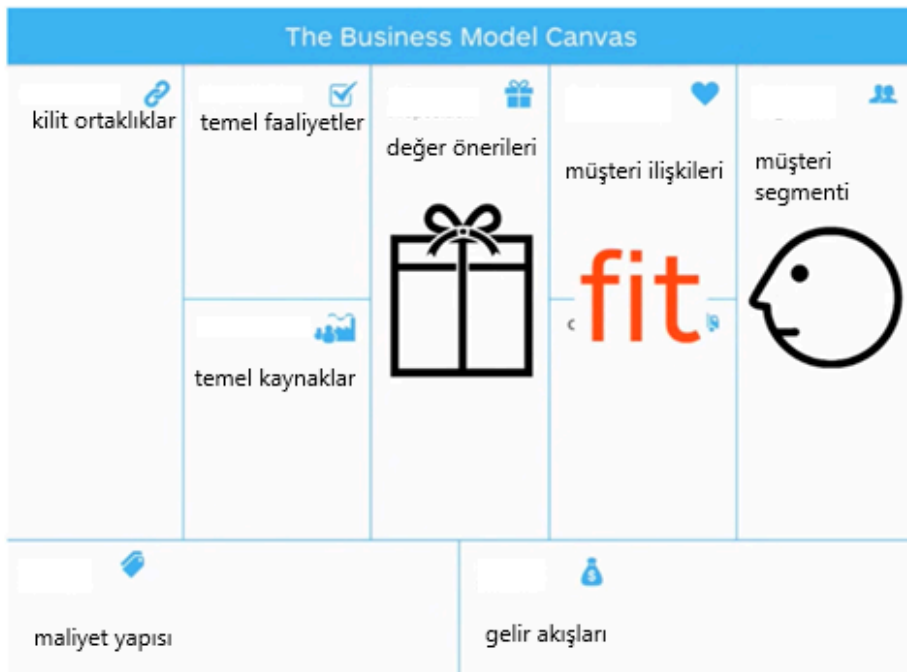 The Business Model Canvas
kilit ortaklıklar
temel faaliyetler
değer önerileri
müşteri ilişkileri
müşteri
segmenti
fit
temel kaynaklar
maliyet yapısı
gelir akışları